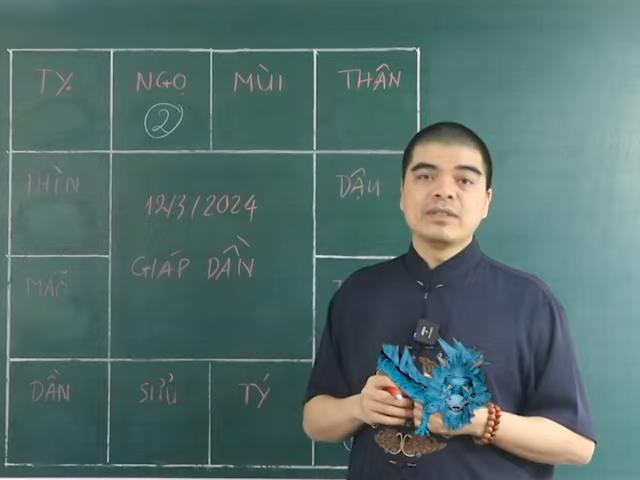 TỴ NGỌ MÙI THÂN
2
THÌN DẬU
12/3/2024
GIÁP DẦN
MÃO
DẦN SỬU TÝ